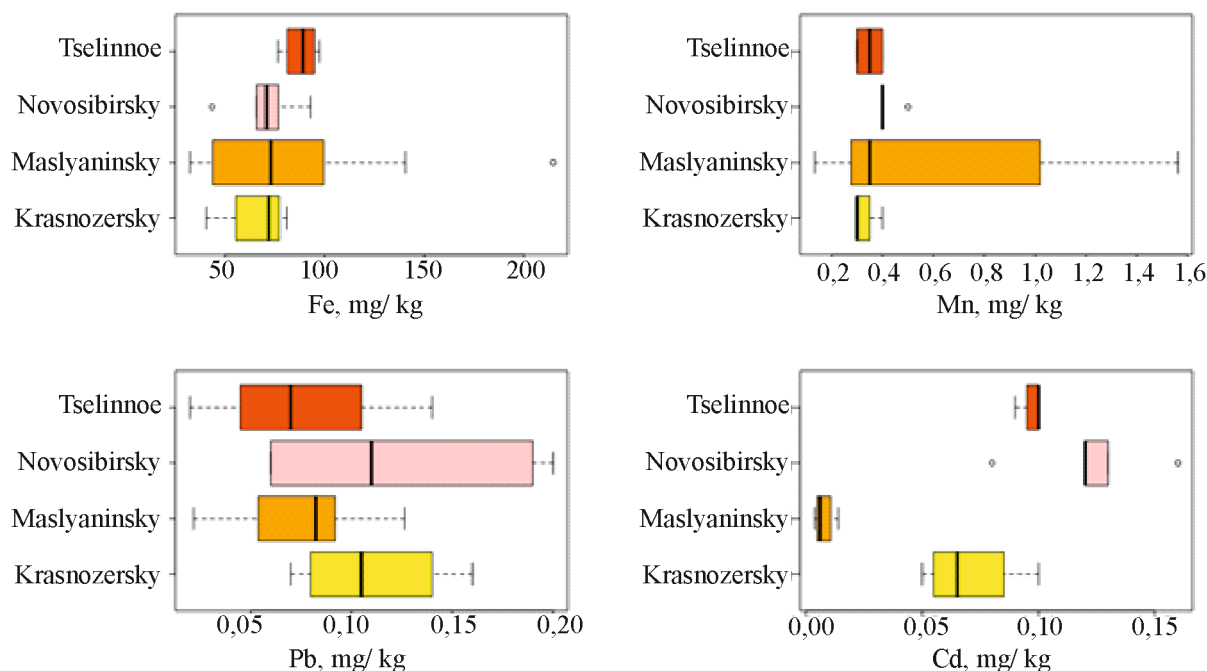 Tselinnoe
Novosibirsky
Maslyaninsky
Krasnozersky
50 100 150 200
Fe, mg/ kg
Tselinnoe
Novosibirsky
Maslyaninsky
Krasnozersky
0,2 0,4 0,6 0,8 1,0 1,2 1,4 1,6
Mn, mg/ kg
Tselinnoe
Novosibirsky
Maslyaninsky
Krasnozersky
0,05 0,10 0,15 0,20
Pb, mg/ kg
Tselinnoe
Novosibirsky
Maslyaninsky
Krasnozersky
0,00 0,05 0,10 0,15
Cd, mg/ kg